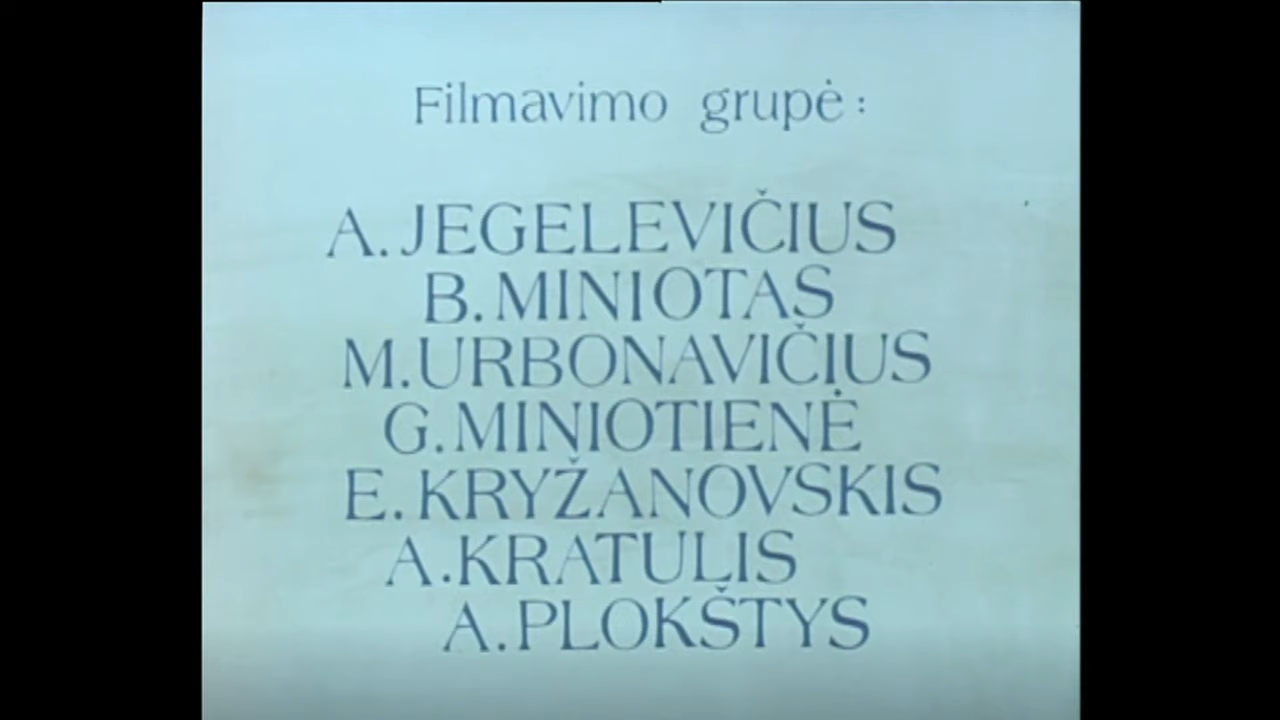 Filmavimo grupė:
A. JEGELEVIČIUS
B. MINIOTAS
M. URBONAVIČIUS
G. MINIOTIENĖ
E. KRYŽANOVSKIS
A. KRATULIS
A. PLOKŠTYS